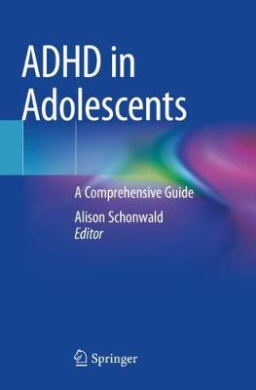 ADHD in
Adolescents
A Comprehensive Guide
Alison Schonwald
Editor
Springer